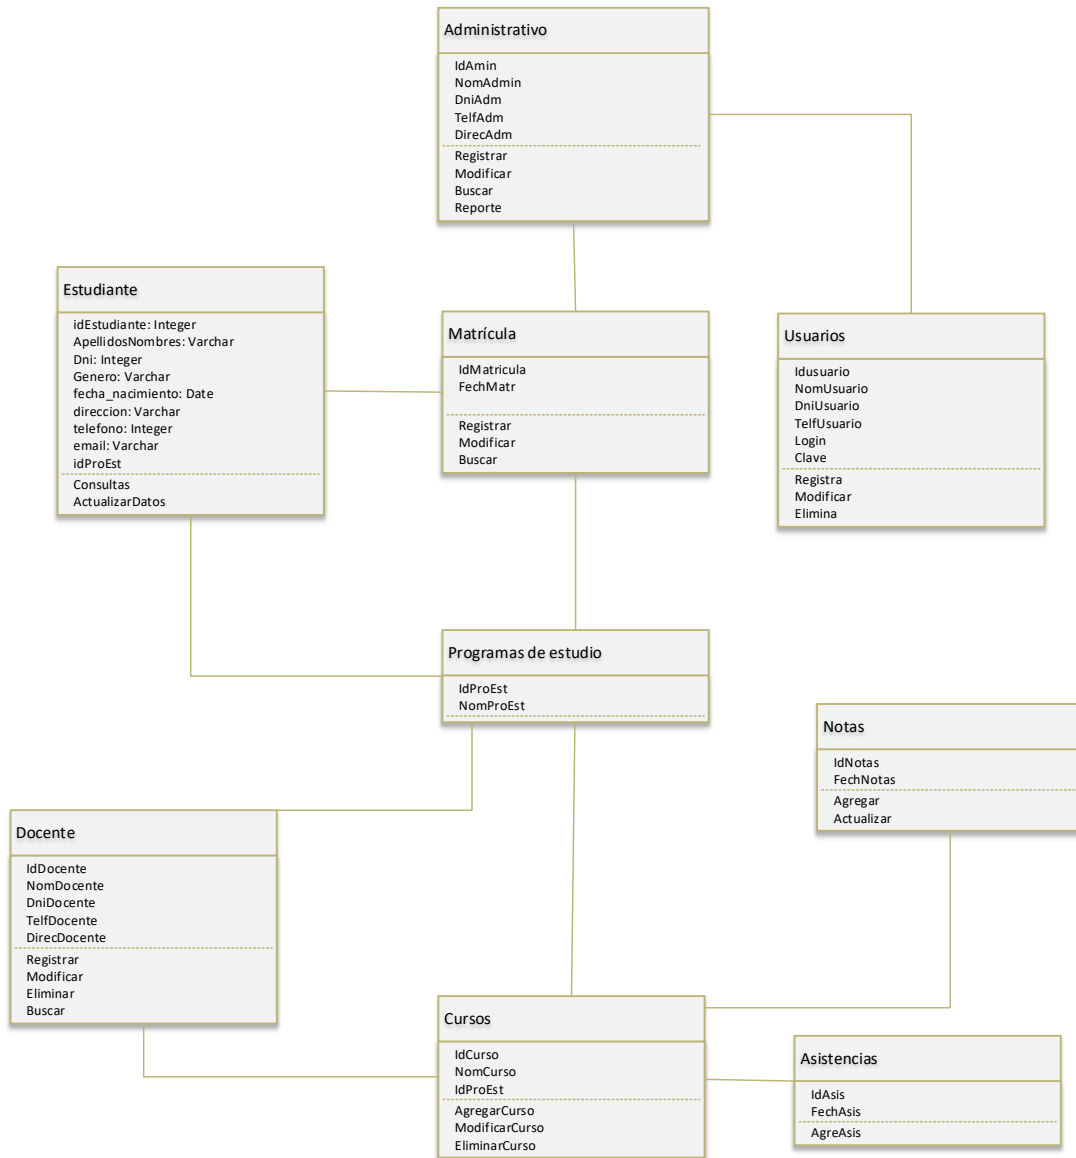 Administrativo
IdAmin
NomAdmin
DniAdm
TelfAdm
DirecAdm
Registrar
Modificar
Buscar
Reporte
Estudiante
idEstudiante: Integer
ApellidosNombres: Varchar
Dni: Integer
Genero: Varchar
fecha_nacimiento: Date
direccion: Varchar
telefono: Integer
email: Varchar
idProEst
Consultas
ActualizarDatos
Matrícula
IdMatricula
FechMatr
Registrar
Modificar
Buscar
Usuarios
Idusuario
NomUsuario
DniUsuario
TelfUsuario
Login
Clave
Registra
Modificar
Elimina
Programas de estudio
IdProEst
NomProEst
Notas
IdNotas
FechNotas
Agregar
Actualizar
Docente
IdDocente
NomDocente
DniDocente
TelfDocente
DirecDocente
Registrar
Modificar
Eliminar
Buscar
Cursos
IdCurso
NomCurso
IdProEst
AgregarCurso
ModificarCurso
EliminarCurso
Asistencias
IdAsis
FechAsis
AgreAsis